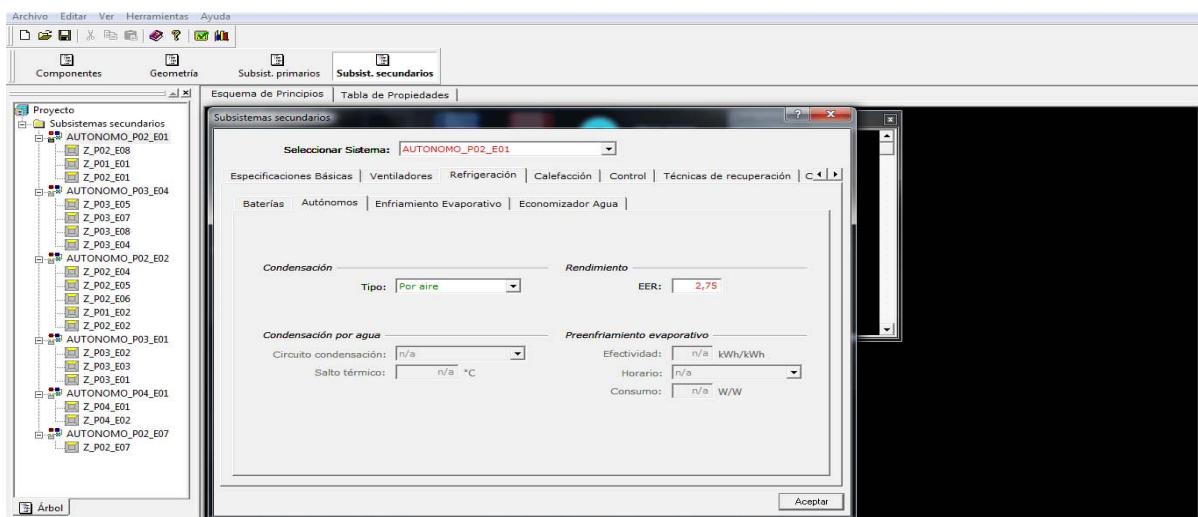 Archivo Editar Ver Herramientas Ayuda
Componentes Geometría Subsist. primarios Subsist. secundarios
Esquema de Principios Tabla de Propiedades
Proyecto
Subsistemas secundarios
AUTONOMO_P02_E01
Z_P02_E08
Z_P01_E01
Z_P02_E01
AUTONOMO_P03_E04
Z_P03_E05
Z_P03_E07
Z_P03_E08
Z_P03_E04
AUTONOMO_P02_E02
Z_P02_E04
Z_P02_E05
Z_P02_E06
Z_P01_E02
Z_P02_E02
AUTONOMO_P03_E01
Z_P03_E02
Z_P03_E03
Z_P03_E01
AUTONOMO_P04_E01
Z_P04_E01
Z_P04_E02
AUTONOMO_P02_E07
Z_P02_E07
Árbol
Subsistemas secundarios
Seleccionar Sistema: AUTONOMO_P02_E01
Especificaciones Básicas Ventiladores Refrigeración Calefacción Control Técnicas de recuperación C
Baterías Autónomos Enfriamiento Evaporativo Economizador Agua
Condensación
Tipo: Por aire
Rendimiento
EER: 2,75
Condensación por agua
Circuito condensación: n/a
Salto térmico: n/a °C
Preenfriamiento evaporativo
Efectividad: n/a kWh/kWh
Horario: n/a
Consumo: n/a W/W
Aceptar